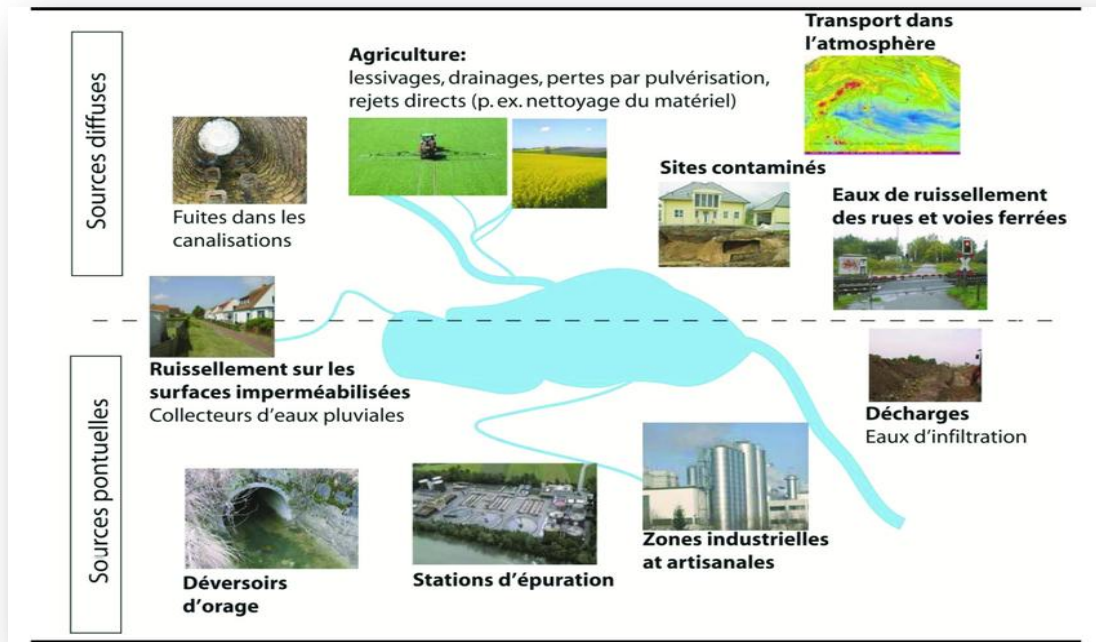 Sources diffuses
Agriculture:
lessivages, drainages, pertes par pulvérisation,
rejets directs (p. ex. nettoyage du matériel)
Transport dans
l'atmosphère
Fuites dans les
canalisations
Sites contaminés
Eaux de ruissellement
des rues et voies ferrées
Sources pontuelles
Ruissellement sur les
surfaces imperméabilisées
Collecteurs d'eaux pluviales
Décharges
Eaux d'infiltration
Déversoirs
d'orage
Stations d'épuration
Zones industrielles
at artisanales